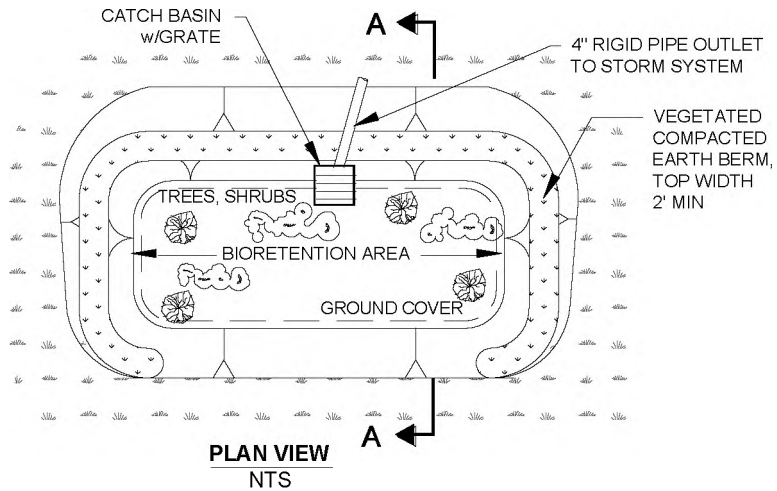 CATCH BASIN
w/GRATE
A
4" RIGID PIPE OUTLET
TO STORM SYSTEM
VEGETATED
COMPACTED
EARTH BERM,
TOP WIDTH
2' MIN
TREES, SHRUBS
BIORETENTION AREA
GROUND COVER
A
PLAN VIEW
NTS